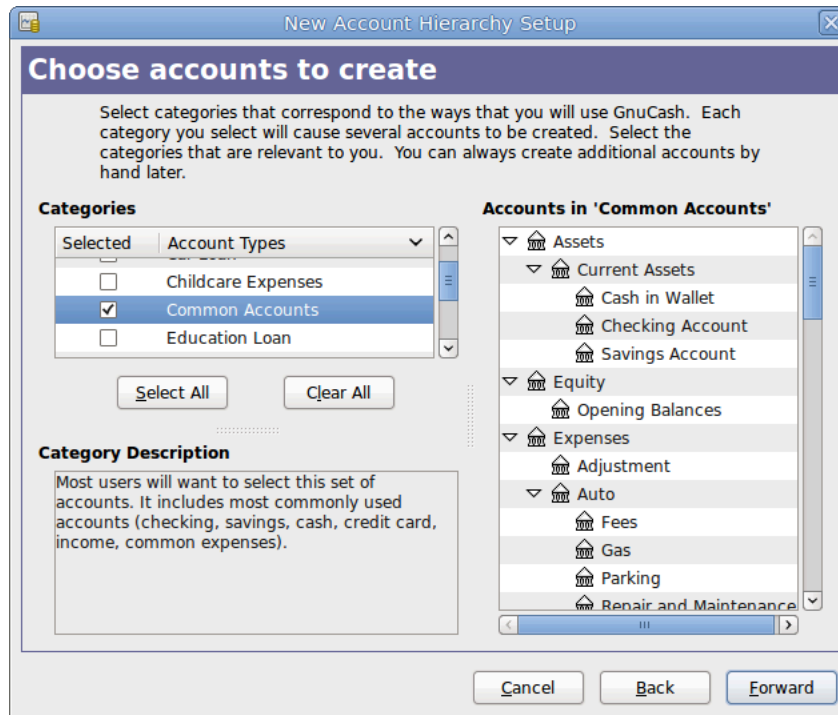 New Account Hierarchy Setup
Choose accounts to create
Select categories that correspond to the ways that you will use GnuCash. Each
category you select will cause several accounts to be created. Select the
categories that are relevant to you. You can always create additional accounts by
hand later.
Categories
Selected Account Types
Car Loan
Childcare Expenses
Common Accounts
Education Loan
Select All Clear All
Category Description
Most users will want to select this set of
accounts. It includes most commonly used
accounts (checking, savings, cash, credit card,
income, common expenses).
Accounts in 'Common Accounts'
Assets
Current Assets
Cash in Wallet
Checking Account
Savings Account
Equity
Opening Balances
Expenses
Adjustment
Auto
Fees
Gas
Parking
Repair and Maintenance
Cancel Back Forward